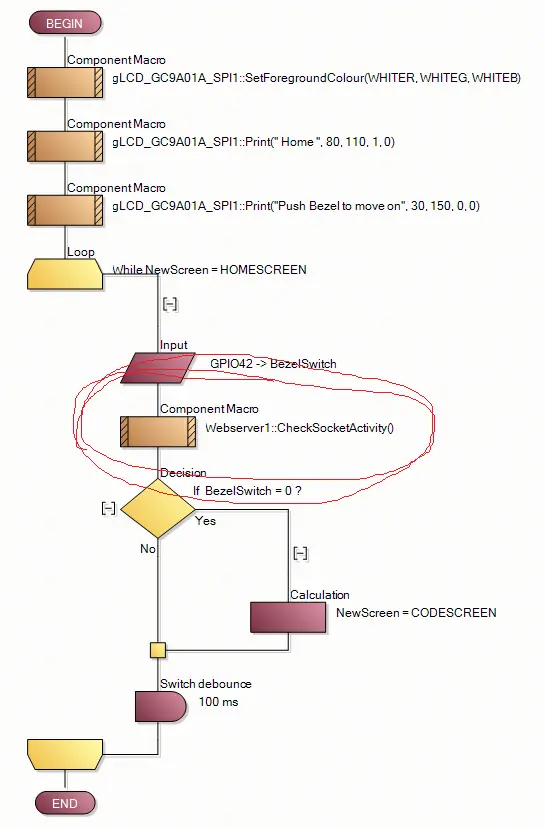 BEGIN
Component Macro
gLCD_GC9A01A_SPI1::SetForegroundColour(WHITER, WHITEG, WHITEB)
Component Macro
gLCD_GC9A01A_SPI1::Print(" Home ", 80, 110, 1, 0)
Component Macro
gLCD_GC9A01A_SPI1::Print("Push Bezel to move on", 30, 150, 0, 0)
Loop
While NewScreen = HOMESCREEN
[−]
Input
GPIO42 -> BezelSwitch
Component Macro
Webserver1::CheckSocketActivity()
Decision
If BezelSwitch = 0 ?
[−]
Yes
No
[−]
Calculation
NewScreen = CODESCREEN
Switch debounce
100 ms
END